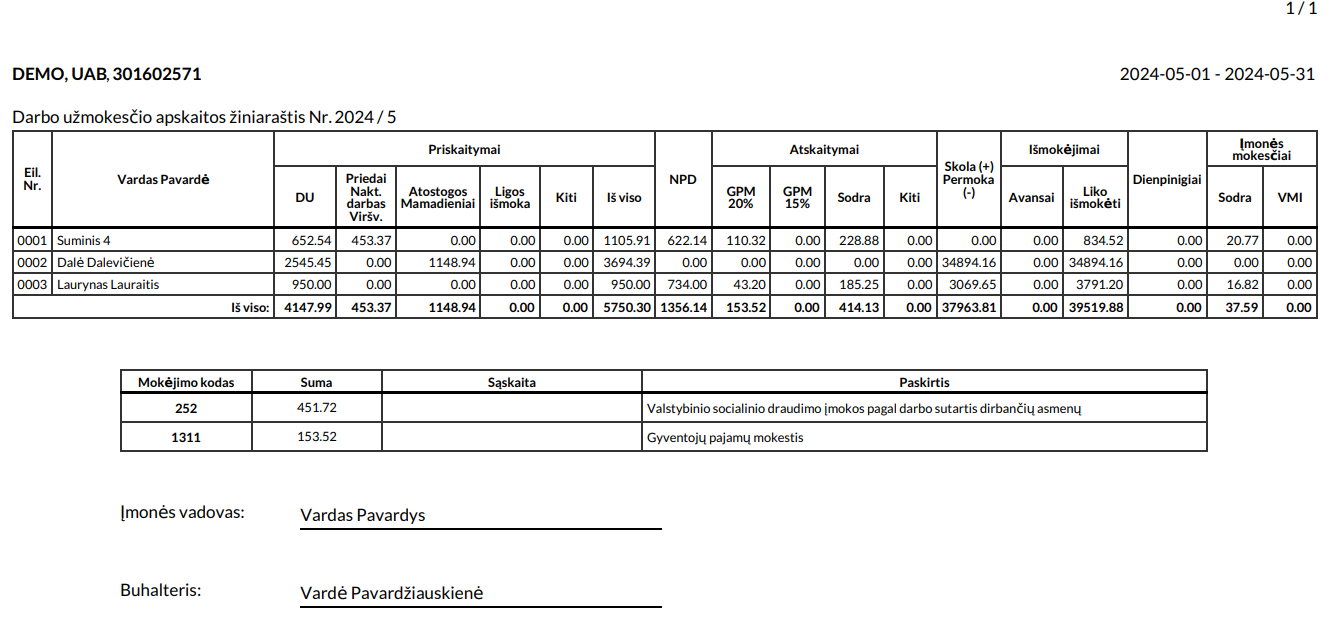 1 / 1
DEMO, UAB, 301602571 2024-05-01 - 2024-05-31
Darbo užmokesčio apskaitos žiniaraštis Nr. 2024 / 5
Eil. Nr. Vardas Pavardė Priskaitymai NPD Atskaitymai Skola (+) Permoka (-) Išmokėjimai Dienpinigiai Įmonės mokesčiai
DU Priedai Nakt. darbas Viršv. Atostogos Mamadieniai Ligos išmoka Kiti Iš viso GPM 20% GPM 15% Sodra Kiti Avansai Liko išmokėti Sodra VMI
0001 Suminis 4 652.54 453.37 0.00 0.00 0.00 1105.91 622.14 110.32 0.00 228.88 0.00 0.00 0.00 834.52 0.00 20.77 0.00
0002 Dalė Dalevičienė 2545.45 0.00 1148.94 0.00 0.00 3694.39 0.00 0.00 0.00 0.00 0.00 34894.16 0.00 34894.16 0.00 0.00 0.00
0003 Laurynas Lauraitis 950.00 0.00 0.00 0.00 0.00 950.00 734.00 43.20 0.00 185.25 0.00 3069.65 0.00 3791.20 0.00 16.82 0.00
Iš viso: 4147.99 453.37 1148.94 0.00 0.00 5750.30 1356.14 153.52 0.00 414.13 0.00 37963.81 0.00 39519.88 0.00 37.59 0.00
Mokėjimo kodas Suma Sąskaita Paskirtis
252 451.72 Valstybinio socialinio draudimo įmokos pagal darbo sutartis dirbančių asmenų
1311 153.52 Gyventojų pajamų mokestis
Įmonės vadovas: Vardas Pavardys
Buhalteris: Vardė Pavardžiauskienė